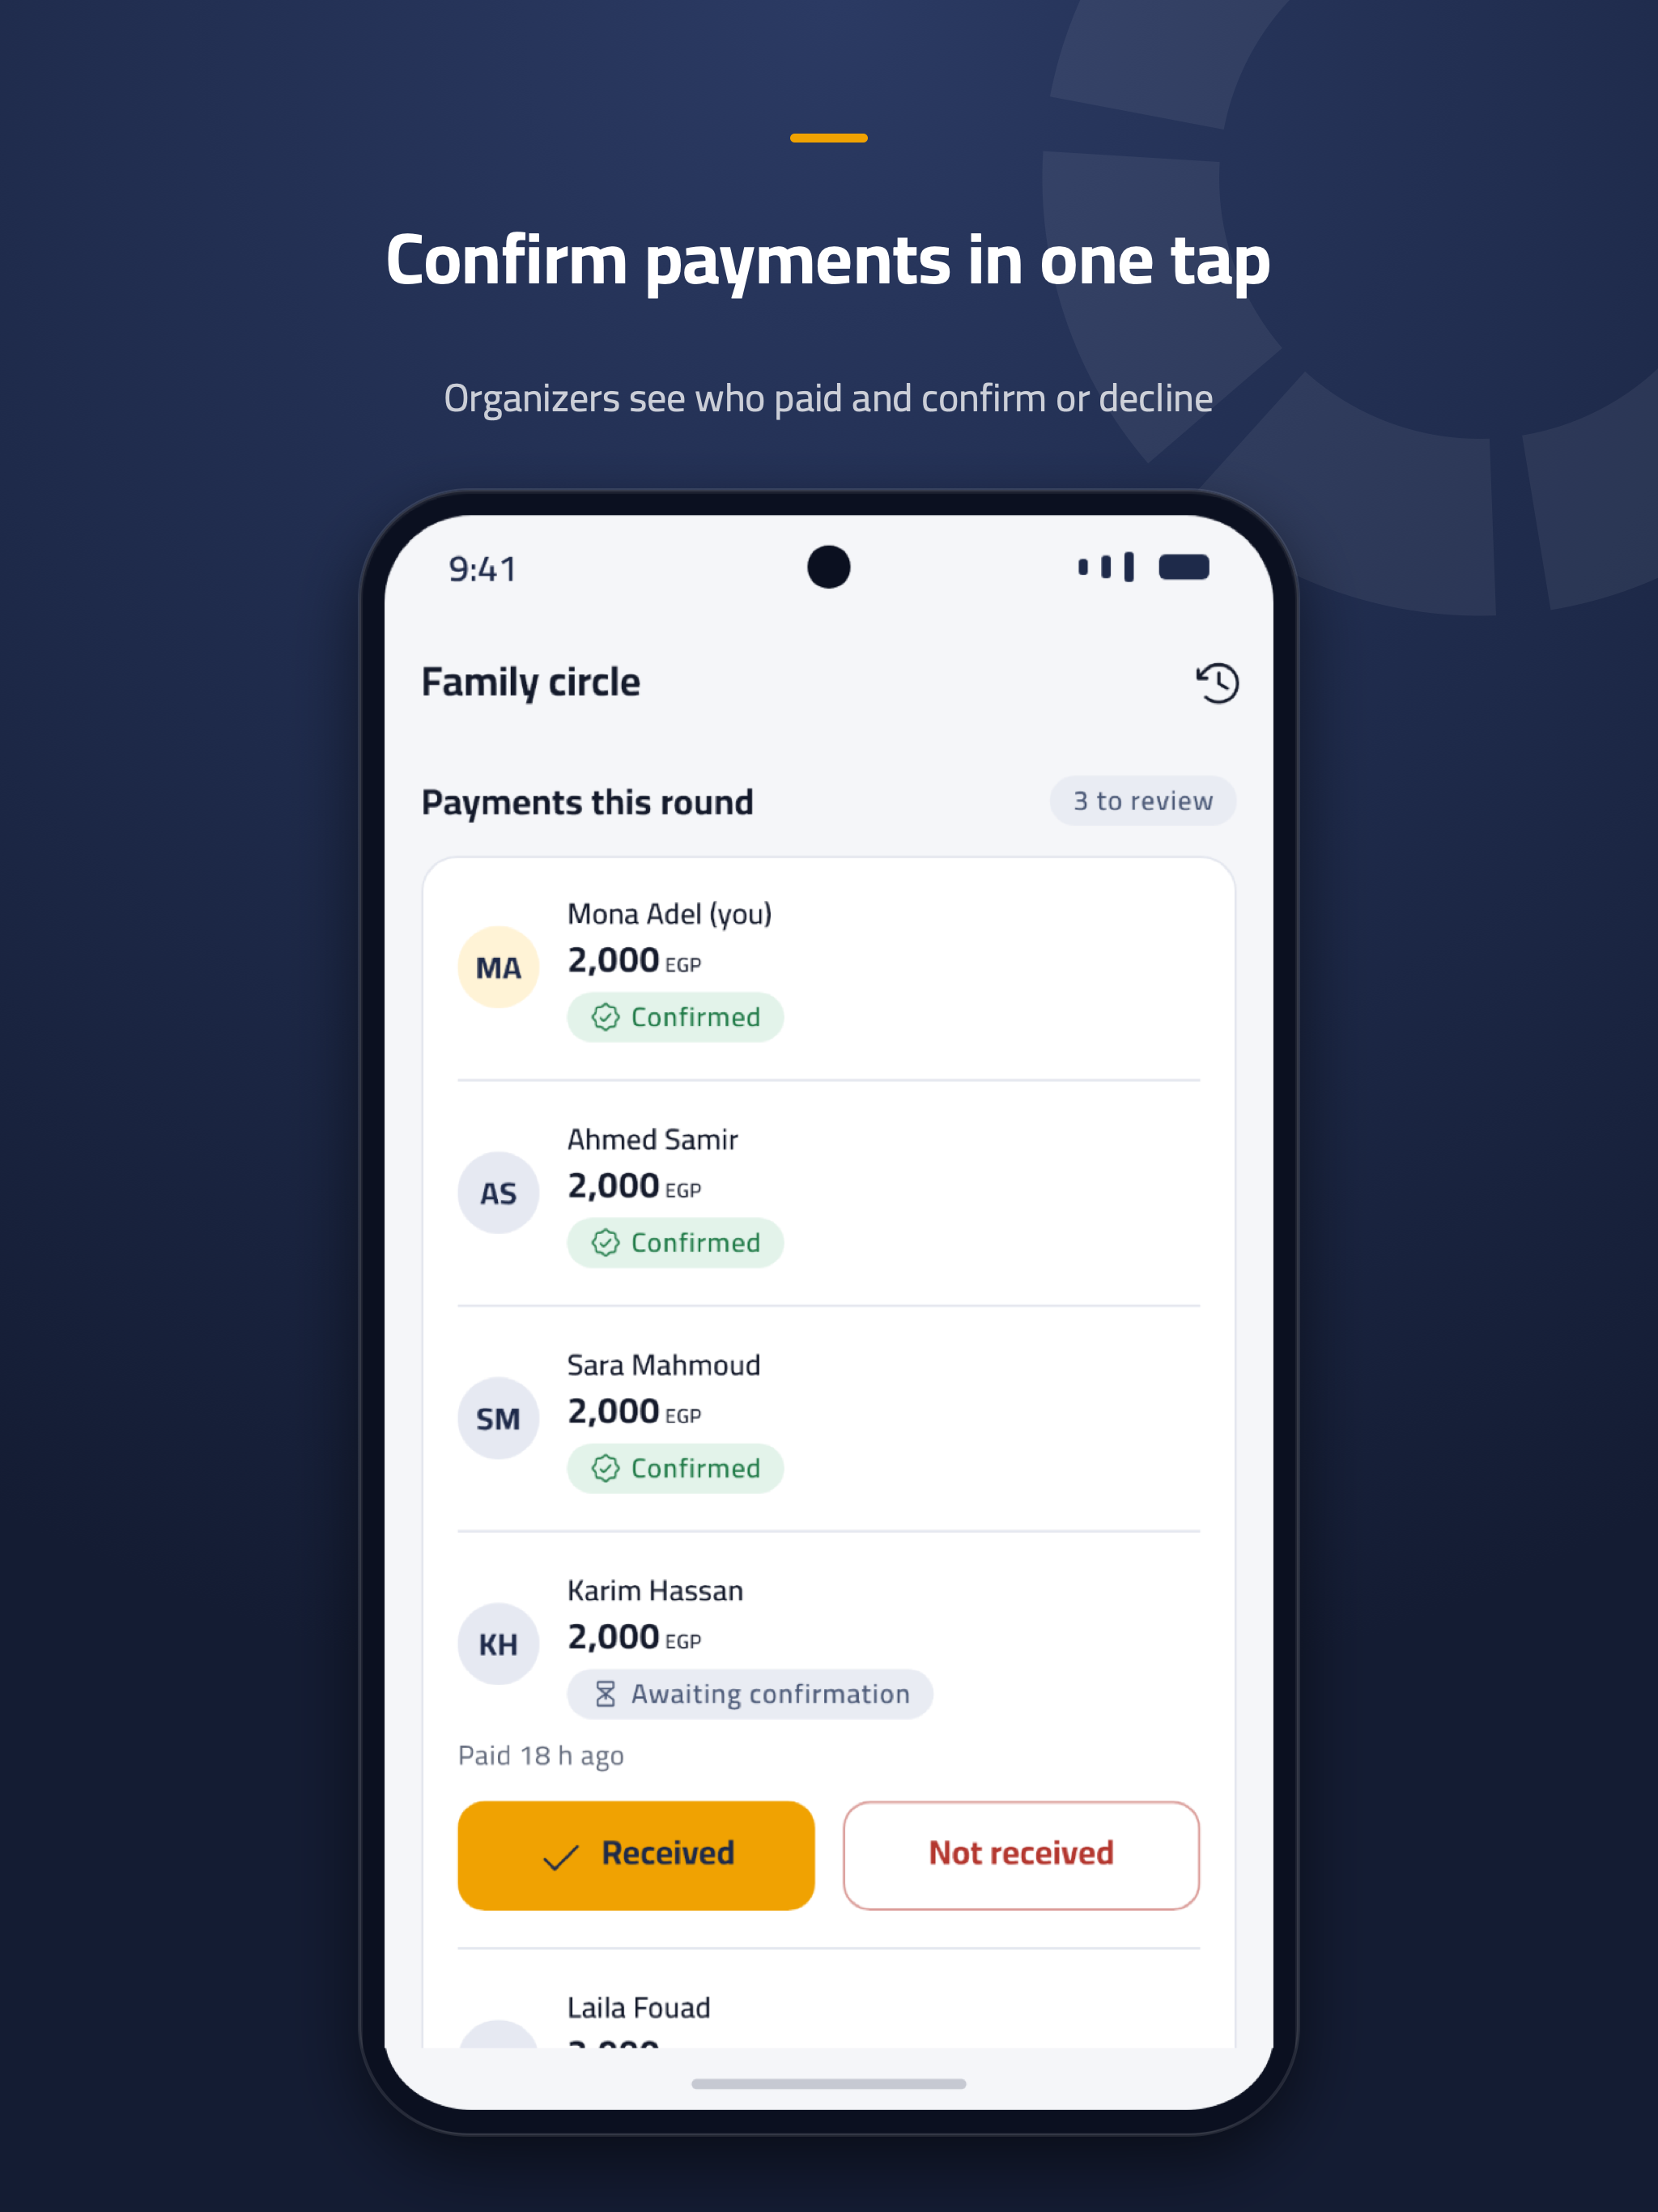 Confirm payments in one tap
Organizers see who paid and confirm or decline
9:41
Family circle
Payments this round
3 to review
MA
Mona Adel (you)
2,000 EGP
Confirmed
AS
Ahmed Samir
2,000 EGP
Confirmed
SM
Sara Mahmoud
2,000 EGP
Confirmed
KH
Karim Hassan
2,000 EGP
Awaiting confirmation
Paid 18 h ago
Received
Not received
Laila Fouad